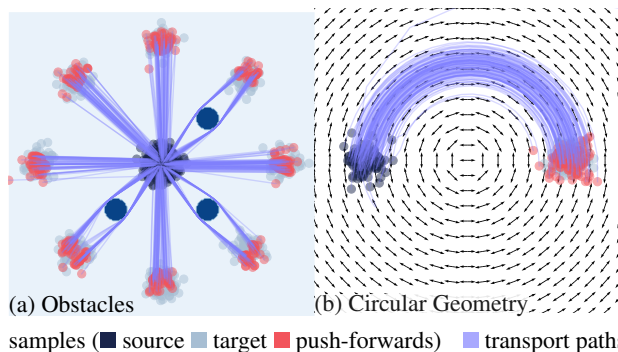 (a) Obstacles
(b) Circular Geometry
samples (source target push-forwards) transport paths